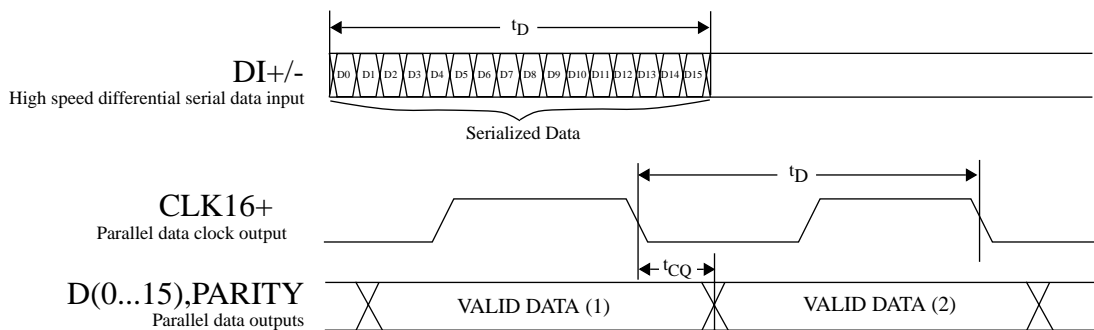 tD
DI+/-
High speed differential serial data input
D0 D1 D2 D3 D4 D5 D6 D7 D8 D9 D10 D11 D12 D13 D14 D15
Serialized Data
tD
CLK16+
Parallel data clock output
tCQ
D(0...15),PARITY
Parallel data outputs
VALID DATA (1)
VALID DATA (2)